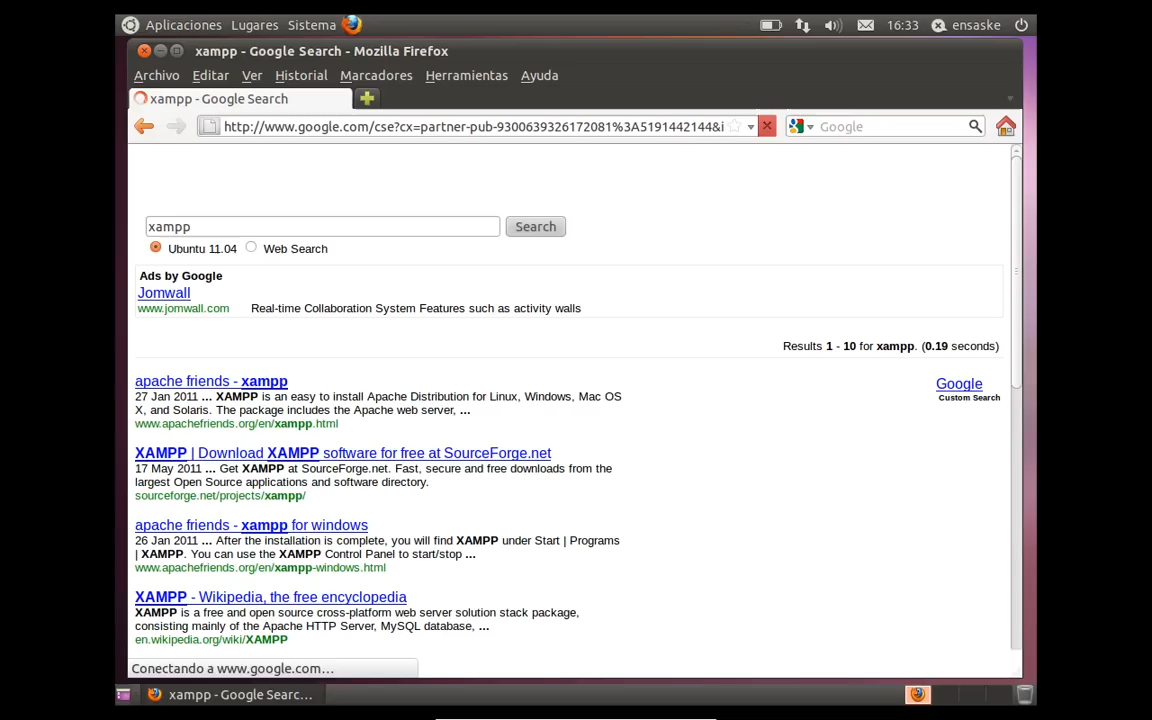 Aplicaciones Lugares Sistema 16:33 ensaske
xampp - Google Search - Mozilla Firefox
Archivo Editar Ver Historial Marcadores Herramientas Ayuda
xampp - Google Search
http://www.google.com/cse?cx=partner-pub-9300639326172081%3A5191442144&i Google
xampp Search
Ubuntu 11.04 Web Search
Ads by Google
Jomwall
www.jomwall.com Real-time Collaboration System Features such as activity walls
Results 1 - 10 for xampp. (0.19 seconds)
apache friends - xampp
27 Jan 2011 ... XAMPP is an easy to install Apache Distribution for Linux, Windows, Mac OS
X, and Solaris. The package includes the Apache web server, ...
www.apachefriends.org/en/xampp.html
Google
Custom Search
XAMPP | Download XAMPP software for free at SourceForge.net
17 May 2011 ... Get XAMPP at SourceForge.net. Fast, secure and free downloads from the
largest Open Source applications and software directory.
sourceforge.net/projects/xampp/
apache friends - xampp for windows
26 Jan 2011 ... After the installation is complete, you will find XAMPP under Start | Programs
| XAMPP. You can use the XAMPP Control Panel to start/stop ...
www.apachefriends.org/en/xampp-windows.html
XAMPP - Wikipedia, the free encyclopedia
XAMPP is a free and open source cross-platform web server solution stack package,
consisting mainly of the Apache HTTP Server, MySQL database, ...
en.wikipedia.org/wiki/XAMPP
Conectando a www.google.com...
xampp - Google Searc...